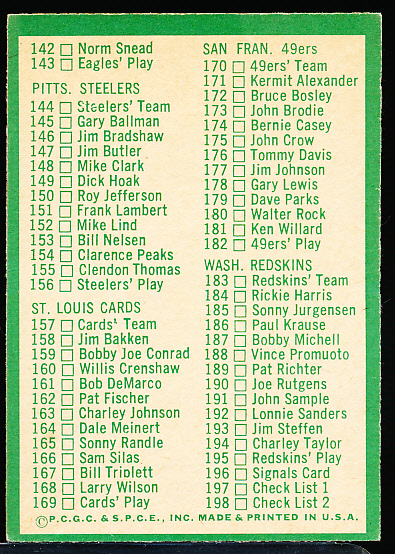 142 Norm Snead
143 Eagles' Play
PITTS. STEELERS
144 Steelers' Team
145 Gary Ballman
146 Jim Bradshaw
147 Jim Butler
148 Mike Clark
149 Dick Hoak
150 Roy Jefferson
151 Frank Lambert
152 Mike Lind
153 Bill Nelsen
154 Clarence Peaks
155 Clendon Thomas
156 Steelers' Play
ST. LOUIS CARDS
157 Cards' Team
158 Jim Bakken
159 Bobby Joe Conrad
160 Willis Crenshaw
161 Bob DeMarco
162 Pat Fischer
163 Charley Johnson
164 Dale Meinert
165 Sonny Randle
166 Sam Silas
167 Bill Triolett
168 Larry Wilson
169 Cards' Play
SAN FRAN. 49ers
170 49ers' Team
171 Kermit Alexander
172 Bruce Bosley
173 John Brodie
174 Bernie Casey
175 John Crow
176 Tommy Davis
177 Jim Johnson
178 Gary Lewis
179 Dave Parks
180 Walter Rock
181 Ken Willard
182 49ers' Play
WASH. REDSKINS
183 Redskins' Team
184 Rickie Harris
185 Sonny Jurgensen
186 Paul Krause
187 Bobby Michell
188 Vince Promuoto
189 Pat Richter
190 Joe Rutgens
191 John Sample
192 Lonnie Sanders
193 Jim Steffen
194 Charley Taylor
195 Redskins' Play
196 Signals Card
197 Check List 1
198 Check List 2
©P.C.G.C. & S.P.C.E., INC. MADE & PRINTED IN U.S.A.